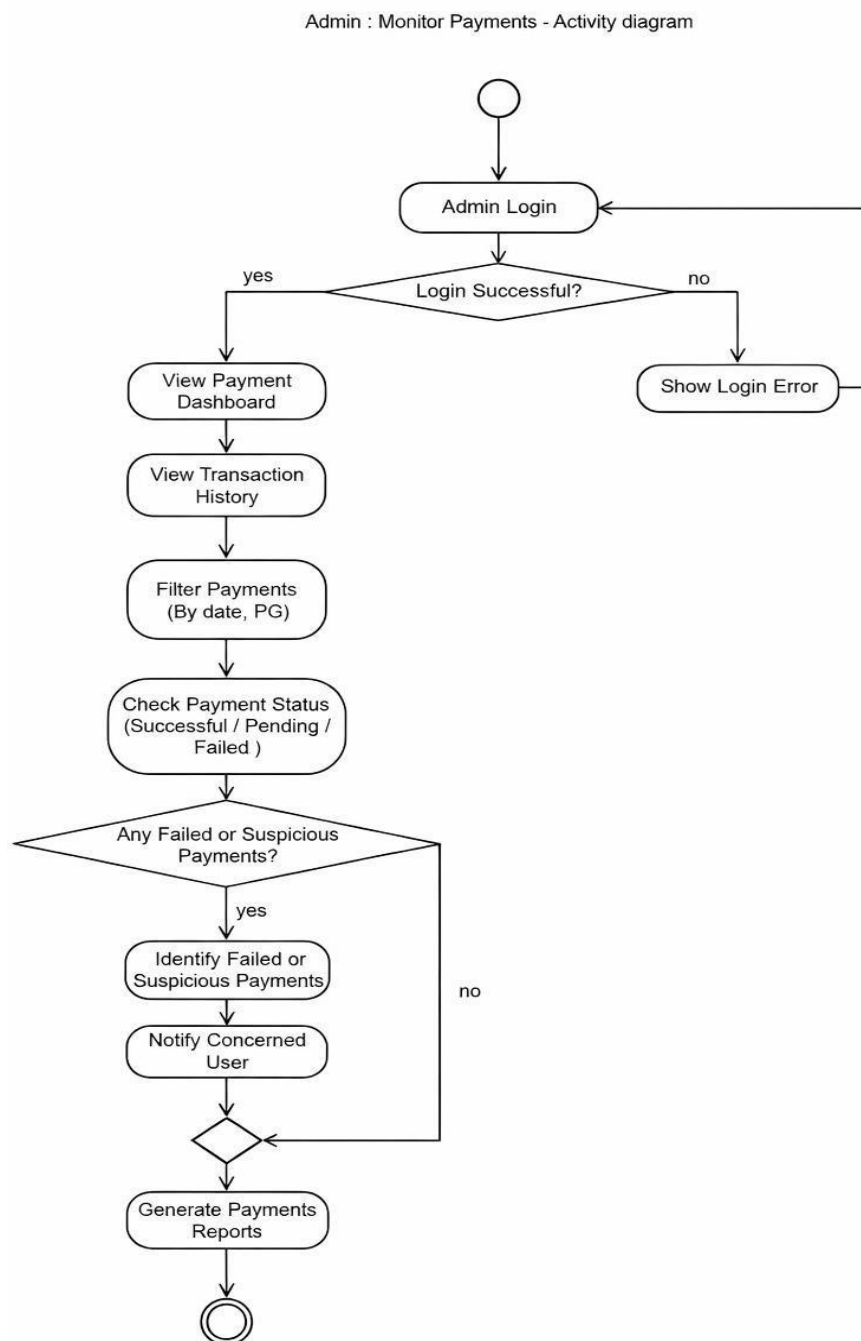 Admin : Monitor Payments - Activity diagram
Admin Login
Login Successful?
yes
no
View Payment
Dashboard
Show Login Error
View Transaction
History
Filter Payments
(By date, PG)
Check Payment Status
(Successful / Pending /
Failed )
Any Failed or Suspicious
Payments?
yes
no
Identify Failed or
Suspicious Payments
Notify Concerned
User
Generate Payments
Reports